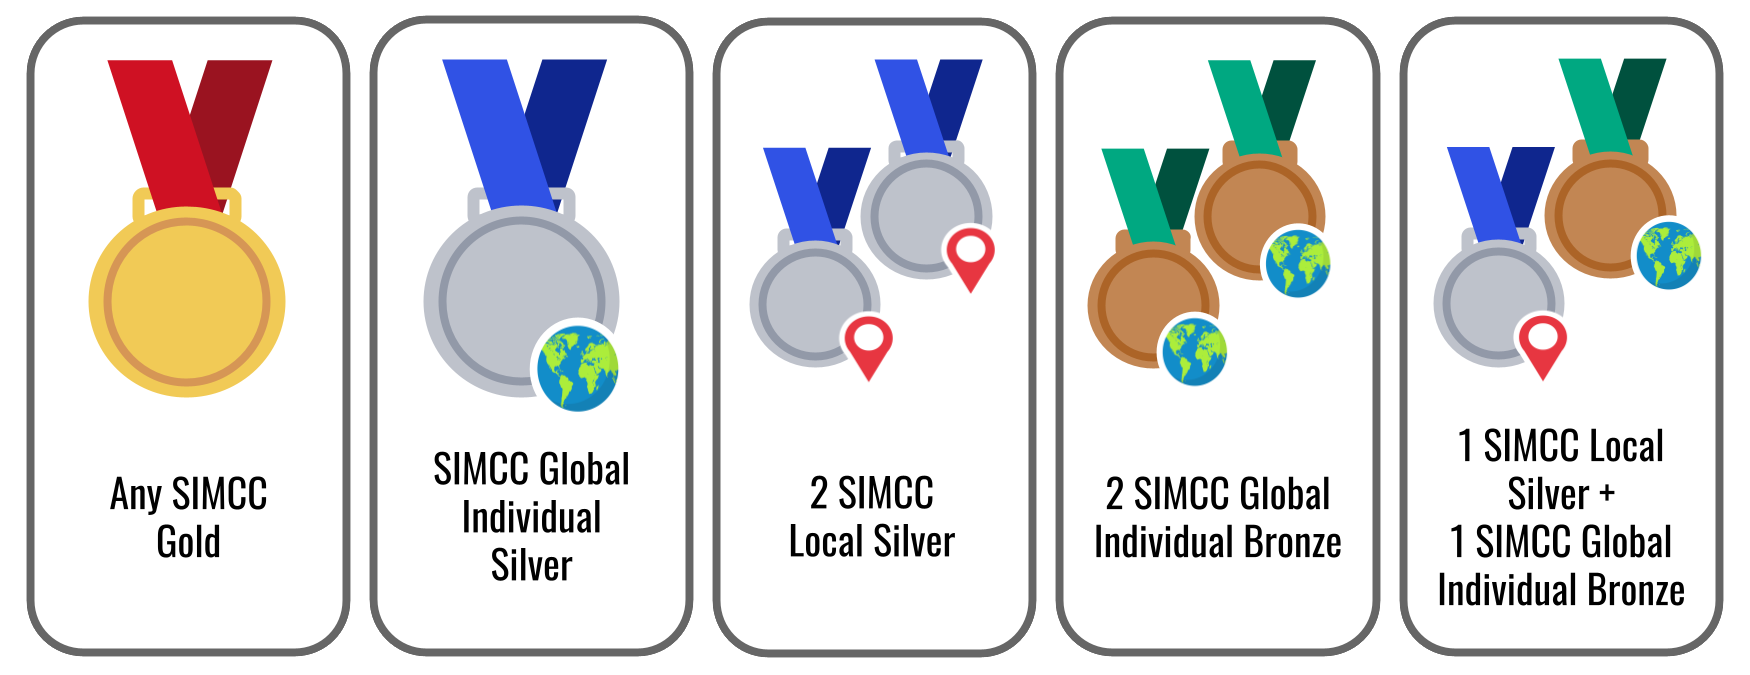 Any SIMCC
Gold
SIMCC Global
Individual
Silver
2 SIMCC
Local Silver
2 SIMCC Global
Individual Bronze
1 SIMCC Local
Silver +
1 SIMCC Global
Individual Bronze